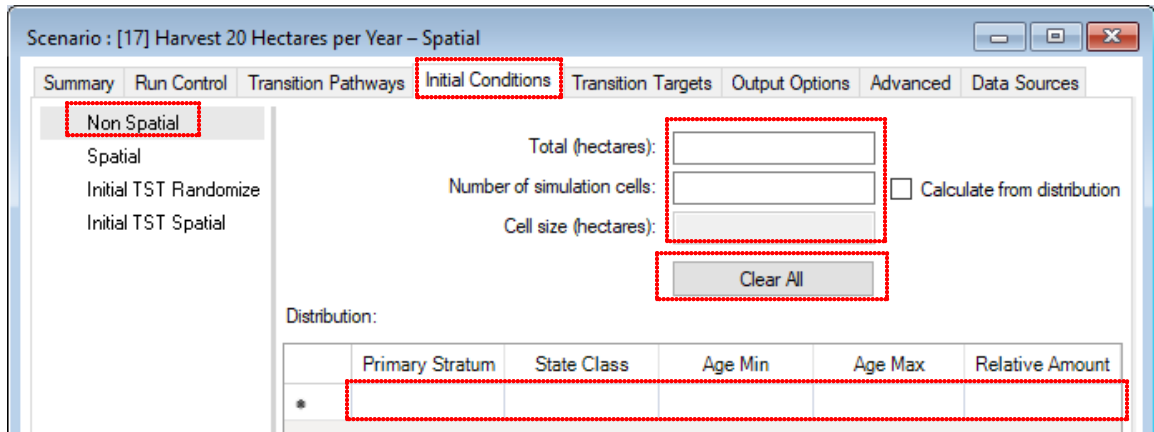 Scenario : [17] Harvest 20 Hectares per Year – Spatial
Summary Run Control Transition Pathways Initial Conditions Transition Targets Output Options Advanced Data Sources
Non Spatial
Spatial
Initial TST Randomize
Initial TST Spatial
Total (hectares):
Number of simulation cells:
Calculate from distribution
Cell size (hectares):
Clear All
Distribution:
Primary Stratum State Class Age Min Age Max Relative Amount
*